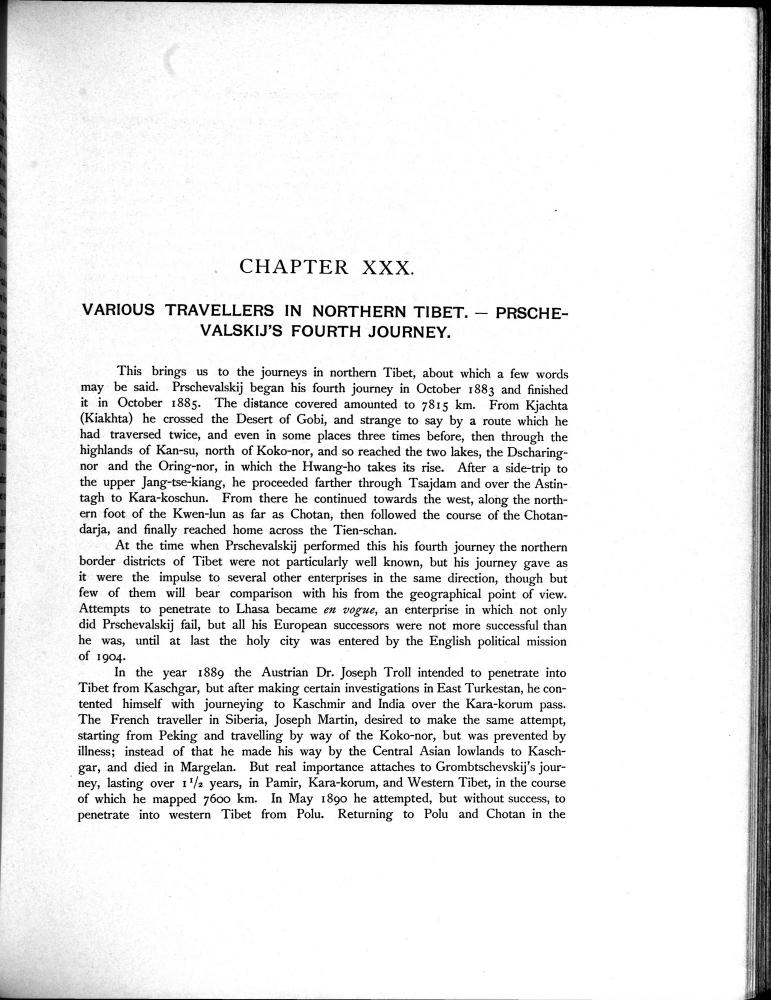 CHAPTER XXX.
VARIOUS TRAVELLERS IN NORTHERN TIBET. — PRSCHE-
VALSKIJ'S FOURTH JOURNEY.
This brings us to the journeys in northern Tibet, about which a few words
may be said. Prschevalskij began his fourth journey in October 1883 and finished
it in October 1885. The distance covered amounted to 7815 km. From Kjachta
(Kiakhta) he crossed the Desert of Gobi, and strange to say by a route which he
had traversed twice, and even in some places three times before, then through the
highlands of Kan-su, north of Koko-nor, and so reached the two lakes, the Dscharing-
nor and the Oring-nor, in which the Hwang-ho takes its rise. After a side-trip to
the upper Jang-tse-kiang, he proceeded farther through Tsajdam and over the Astin-
tagh to Kara-koschun. From there he continued towards the west, along the north-
ern foot of the Kwen-lun as far as Chotan, then followed the course of the Chotan-
darja, and finally reached home across the Tien-schan.
At the time when Prschevalskij performed this his fourth journey the northern
border districts of Tibet were not particularly well known, but his journey gave as
it were the impulse to several other enterprises in the same direction, though but
few of them will bear comparison with his from the geographical point of view.
Attempts to penetrate to Lhasa became en vogue, an enterprise in which not only
did Prschevalskij fail, but all his European successors were not more successful than
he was, until at last the holy city was entered by the English political mission
of 1904.
In the year 1889 the Austrian Dr. Joseph Troll intended to penetrate into
Tibet from Kaschgar, but after making certain investigations in East Turkestan, he con-
tented himself with journeying to Kaschmir and India over the Kara-korum pass.
The French traveller in Siberia, Joseph Martin, desired to make the same attempt,
starting from Peking and travelling by way of the Koko-nor, but was prevented by
illness; instead of that he made his way by the Central Asian lowlands to Kasch-
gar, and died in Margelan. But real importance attaches to Grombtschevskij's jour-
ney, lasting over 1 1/2 years, in Pamir, Kara-korum, and Western Tibet, in the course
of which he mapped 7600 km. In May 1890 he attempted, but without success, to
penetrate into western Tibet from Polu. Returning to Polu and Chotan in the